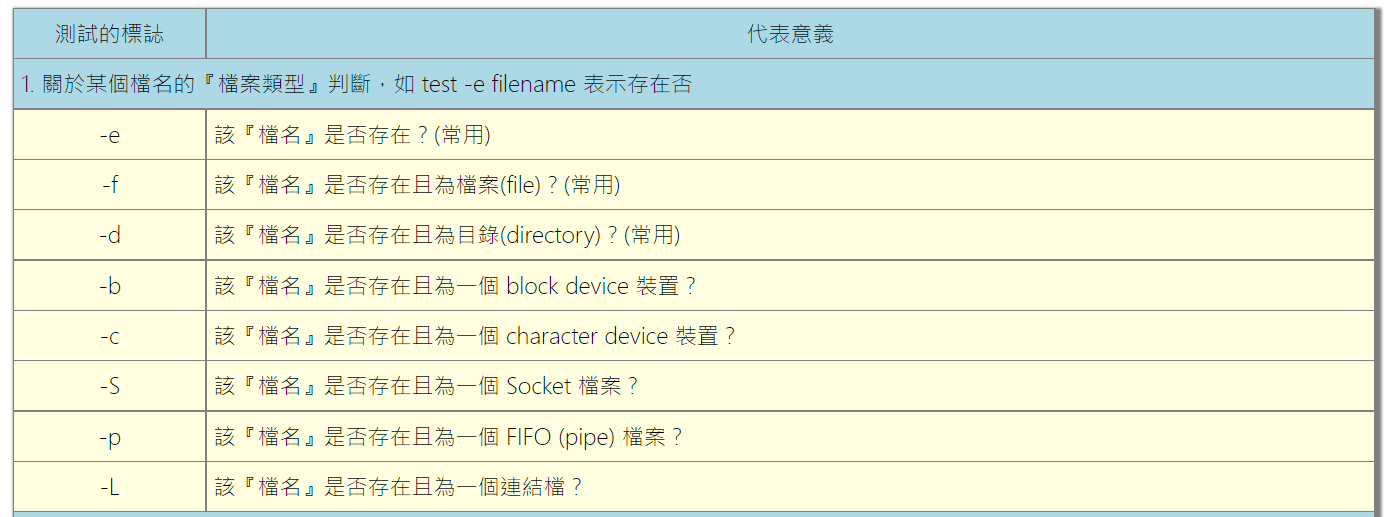 測試的標誌 代表意義
1. 關於某個檔名的『檔案類型』判斷，如 test -e filename 表示存在否
-e 該『檔名』是否存在？(常用)
-f 該『檔名』是否存在且為檔案(file)？(常用)
-d 該『檔名』是否存在且為目錄(directory)？(常用)
-b 該『檔名』是否存在且為一個 block device 裝置？
-c 該『檔名』是否存在且為一個 character device 裝置？
-S 該『檔名』是否存在且為一個 Socket 檔案？
-p 該『檔名』是否存在且為一個 FIFO (pipe) 檔案？
-L 該『檔名』是否存在且為一個連結檔？